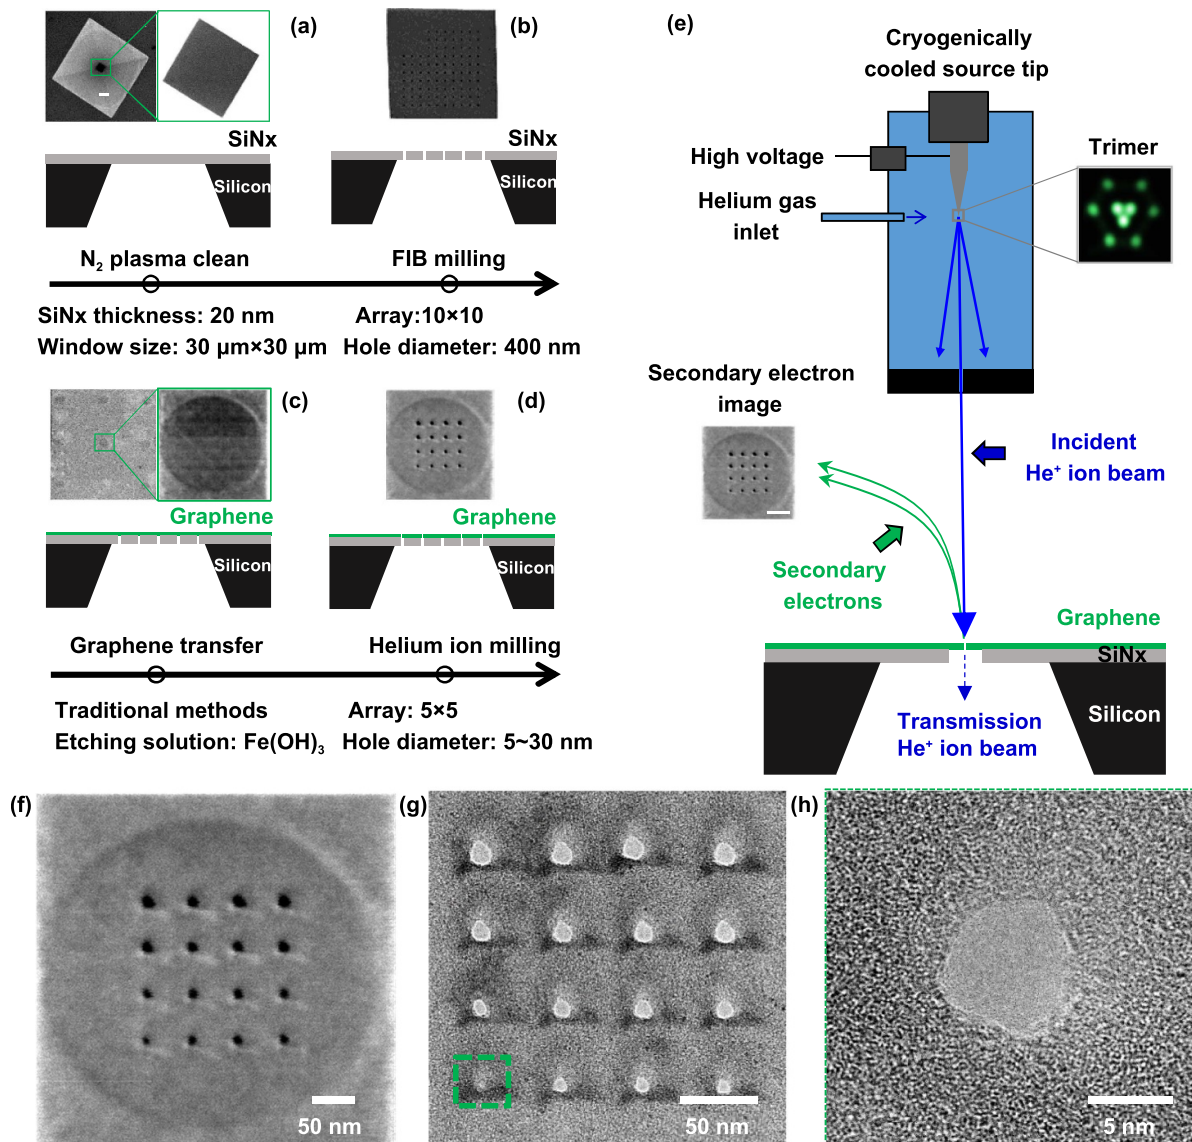 (a)
(b)
SiNx
SiNx
Silicon
Silicon
N₂ plasma clean
FIB milling
SiNx thickness: 20 nm
Array:10×10
Window size: 30 µm×30 µm
Hole diameter: 400 nm
(c)
(d)
Graphene
Graphene
Silicon
Silicon
Graphene transfer
Helium ion milling
Traditional methods
Array: 5×5
Etching solution: Fe(OH)₃
Hole diameter: 5~30 nm
(e)
Cryogenically
cooled source tip
High voltage
Trimer
Helium gas
inlet
Secondary electron
image
Incident
He⁺ ion beam
Secondary
electrons
Graphene
SiNx
Silicon
Transmission
He⁺ ion beam
(f)
50 nm
(g)
50 nm
(h)
5 nm